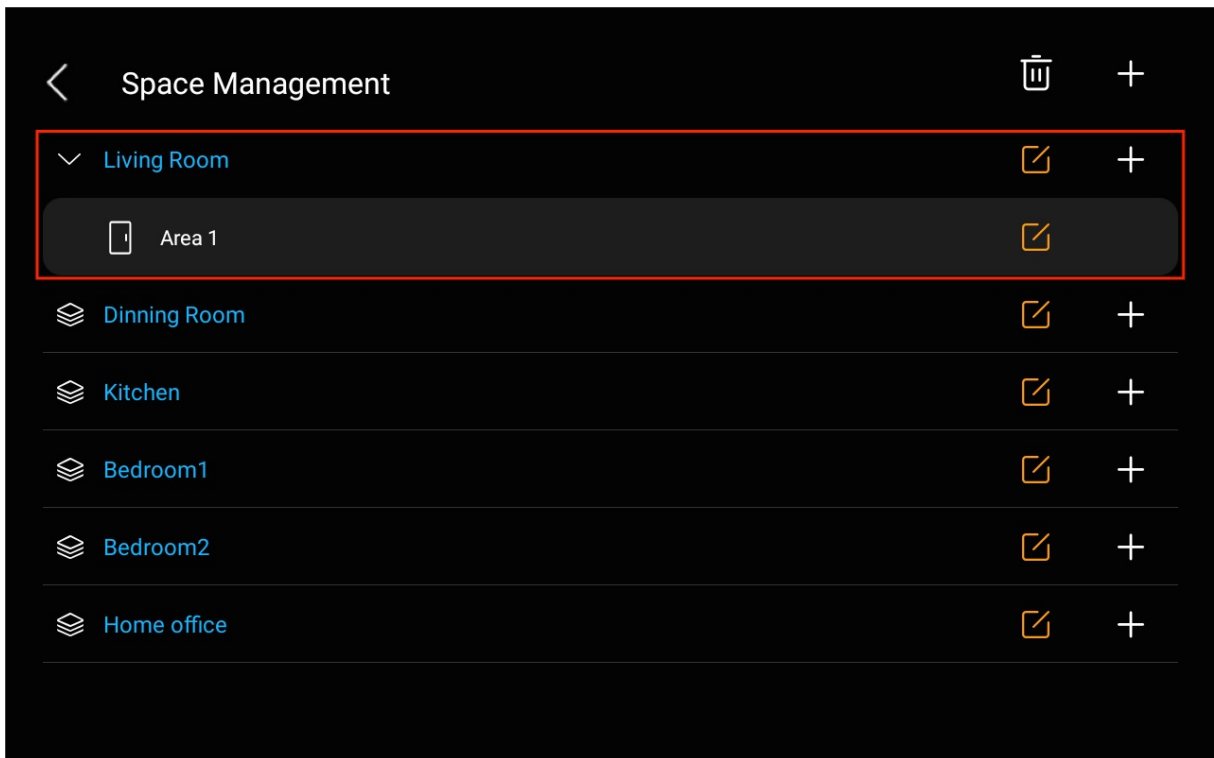 Space Management
Living Room
Area 1
Dinning Room
Kitchen
Bedroom1
Bedroom2
Home office